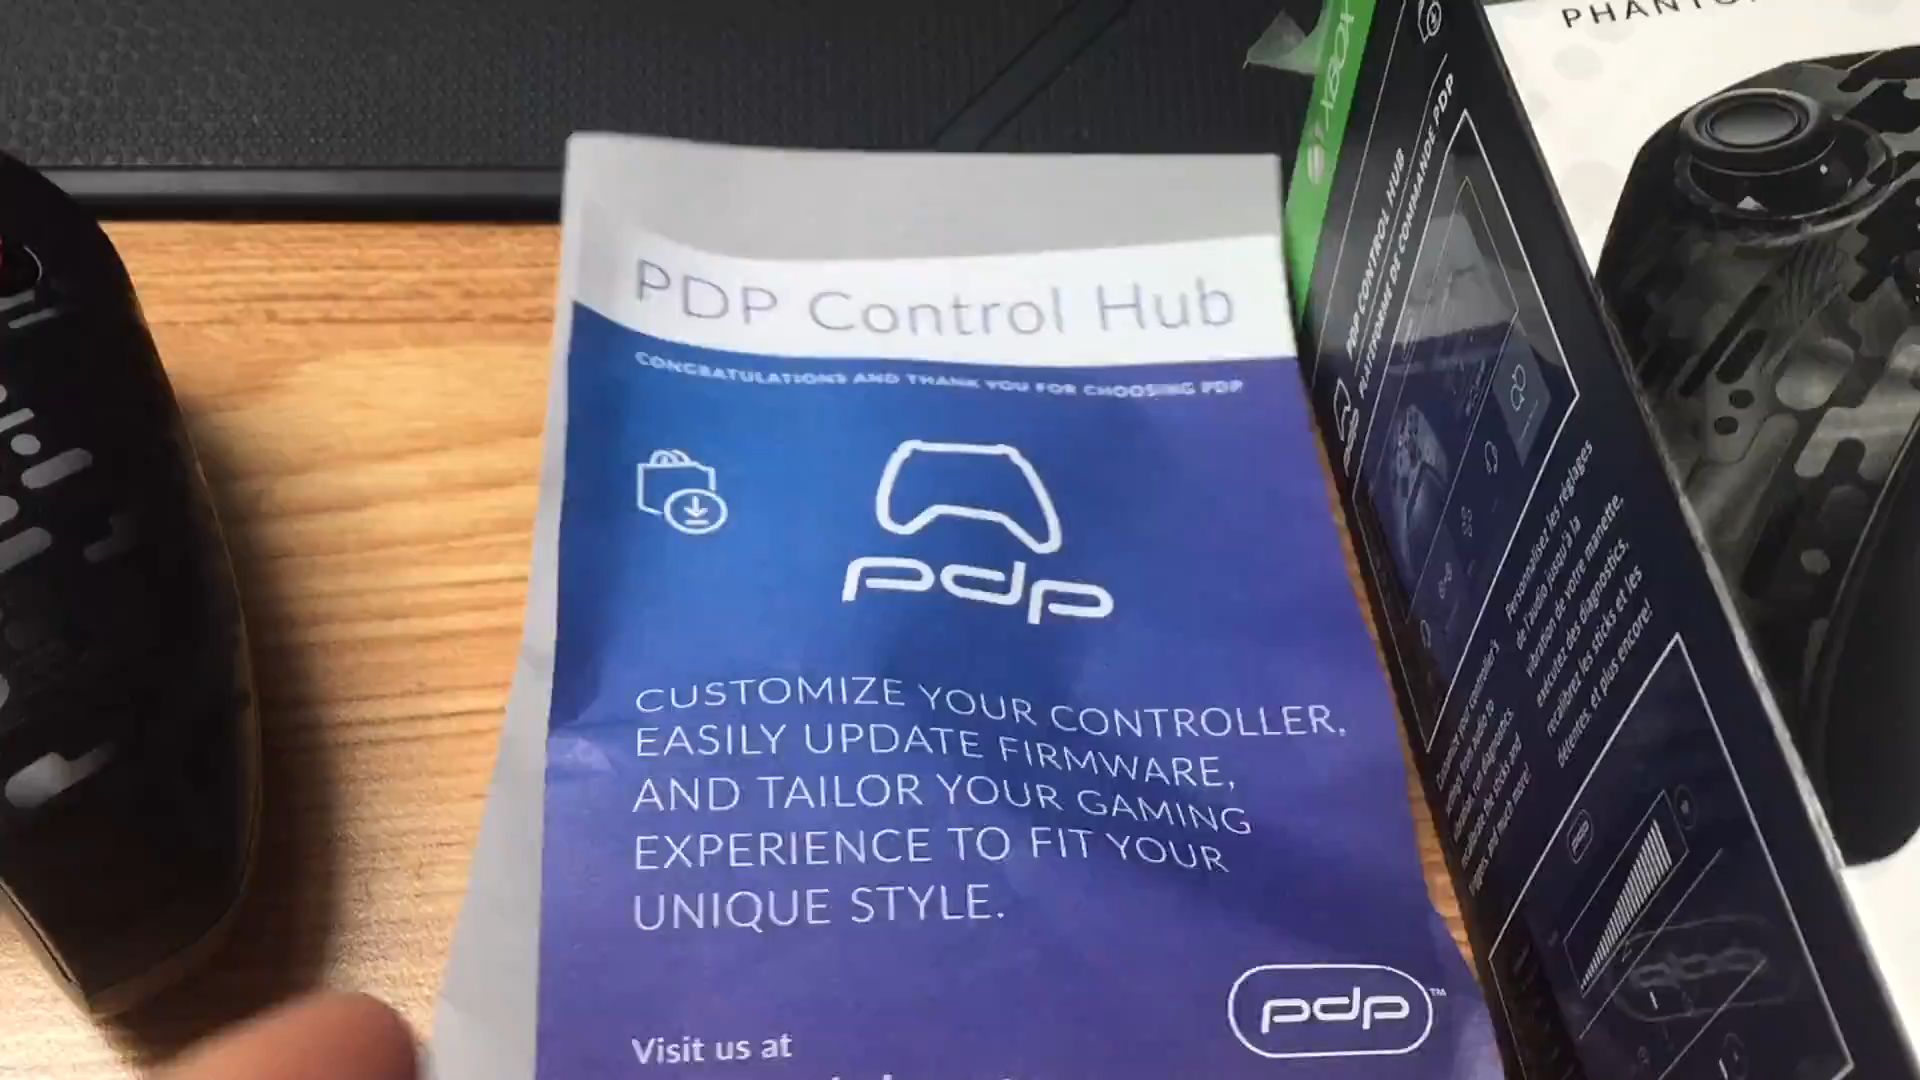 PDP Control Hub
CONGRATULATIONS AND THANK YOU FOR CHOOSING PDP
pdp
CUSTOMIZE YOUR CONTROLLER,
EASILY UPDATE FIRMWARE,
AND TAILOR YOUR GAMING
EXPERIENCE TO FIT YOUR
UNIQUE STYLE.
pdp™
Visit us at
XBOX
PDP CONTROL HUB
PLATEFORME DE COMMANDE PDP
Personnalisez les réglages
de l'audio jusqu'à la
vibration de votre manette,
exécutez des diagnostics,
recalibrez les sticks et les
détentes, et plus encore!